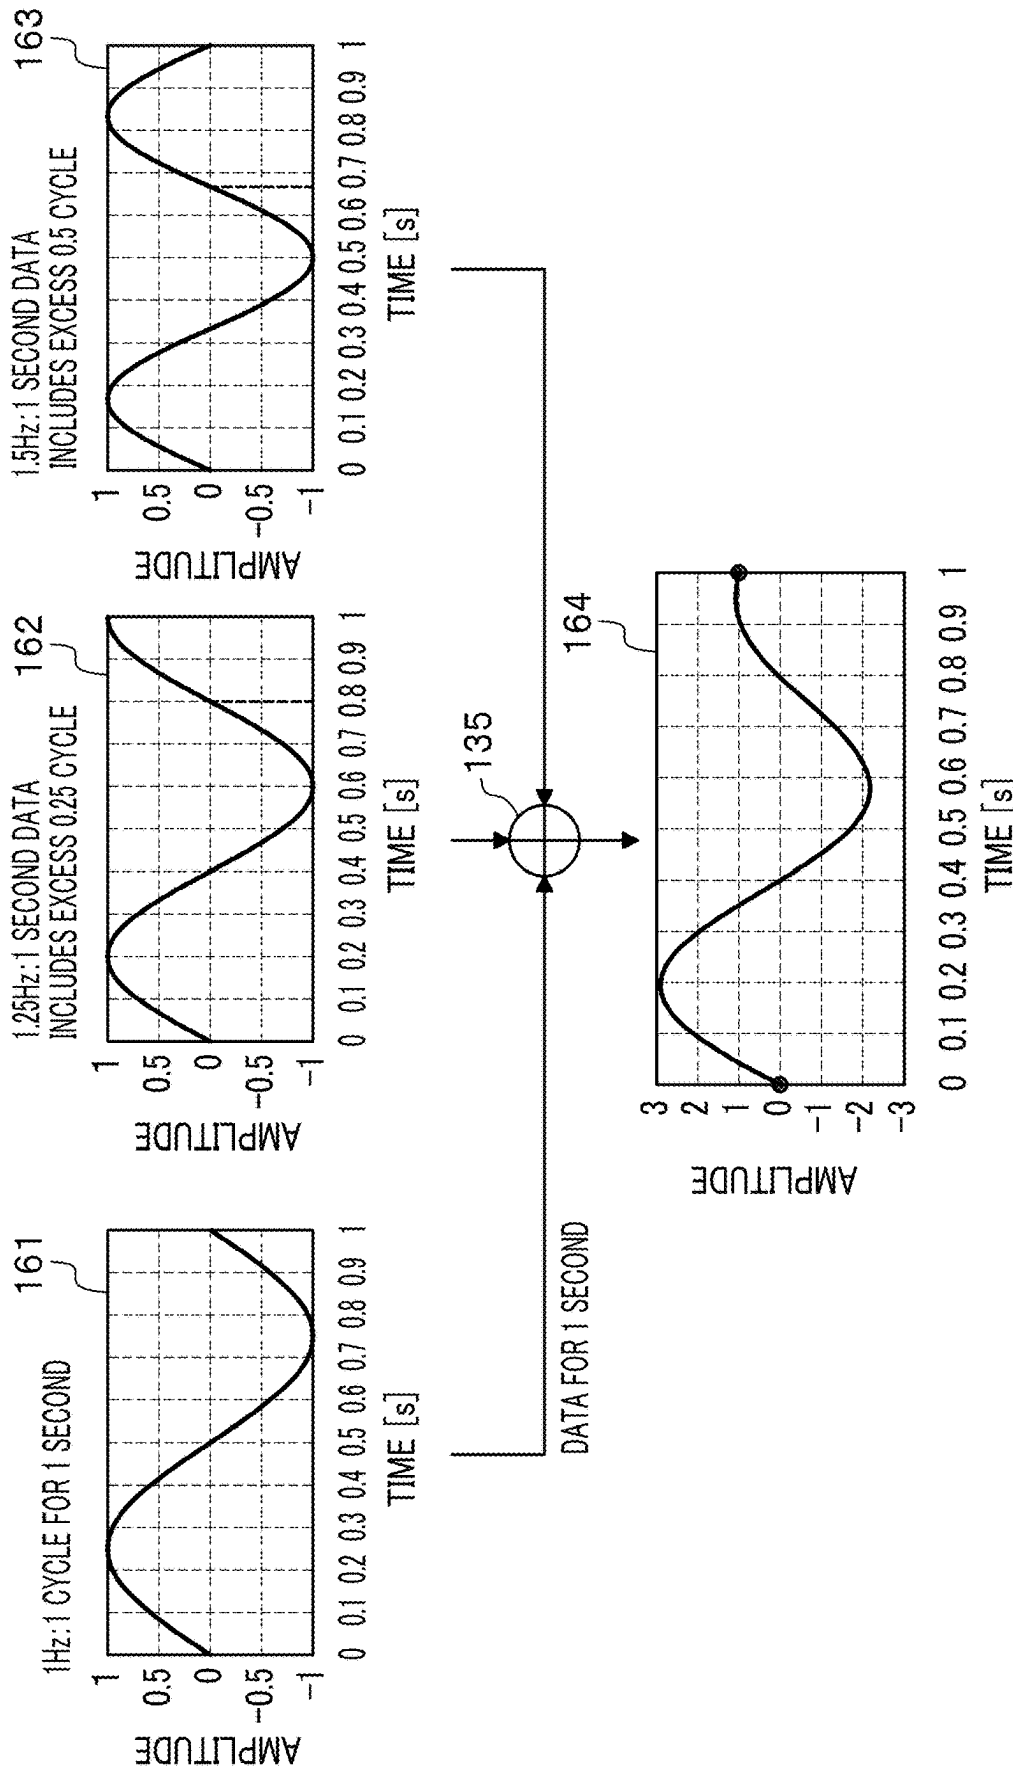 1Hz:1 CYCLE FOR 1 SECOND
161
AMPLITUDE
1
0.5
0
-0.5
-1
0 0.1 0.2 0.3 0.4 0.5 0.6 0.7 0.8 0.9 1
TIME [s]
1.25Hz:1 SECOND DATA
INCLUDES EXCESS 0.25 CYCLE
162
AMPLITUDE
1
0.5
0
-0.5
-1
0 0.1 0.2 0.3 0.4 0.5 0.6 0.7 0.8 0.9 1
TIME [s]
1.5Hz:1 SECOND DATA
INCLUDES EXCESS 0.5 CYCLE
163
AMPLITUDE
1
0.5
0
-0.5
-1
0 0.1 0.2 0.3 0.4 0.5 0.6 0.7 0.8 0.9 1
TIME [s]
135
DATA FOR 1 SECOND
164
AMPLITUDE
3
2
1
0
-1
-2
-3
0 0.1 0.2 0.3 0.4 0.5 0.6 0.7 0.8 0.9 1
TIME [s]